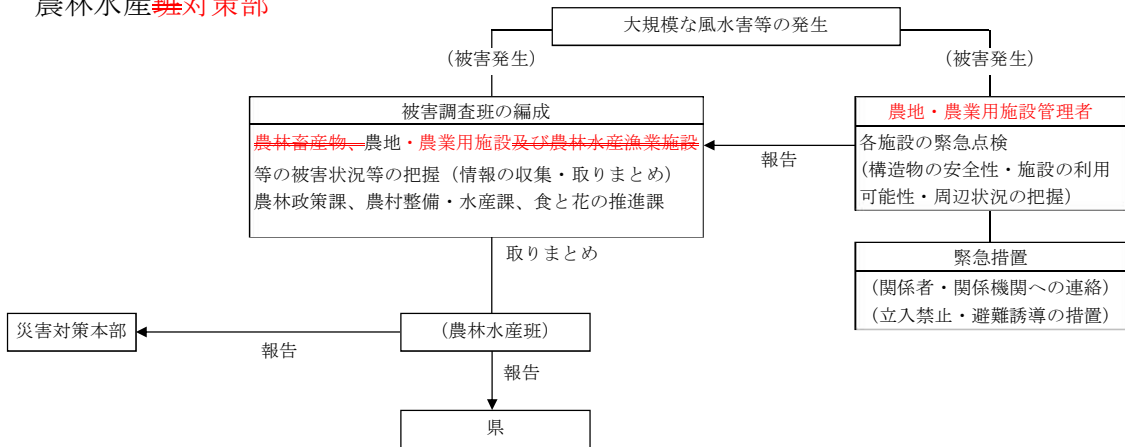 農林水産班対策部
大規模な風水害等の発生
(被害発生)
(被害発生)
被害調査班の編成
農林畜産物、農地・農業用施設及び農林水産漁業施設
等の被害状況等の把握（情報の収集・取りまとめ）
農林政策課、農村整備・水産課、食と花の推進課
報告
農地・農業用施設管理者
各施設の緊急点検
(構造物の安全性・施設の利用
可能性・周辺状況の把握)
緊急措置
(関係者・関係機関への連絡)
(立入禁止・避難誘導の措置)
取りまとめ
災害対策本部
報告
(農林水産班)
報告
県